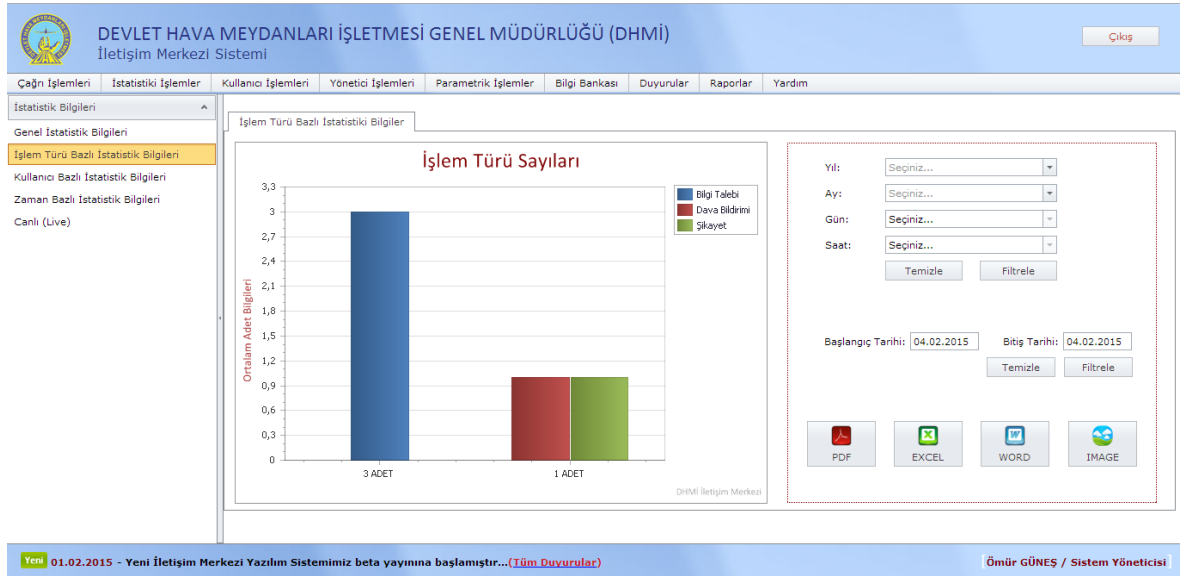 DEVLET HAVA MEYDANLARI İŞLETMESİ GENEL MÜDÜRLÜĞÜ (DHMİ)
İletişim Merkezi Sistemi
Çıkış
Çağrı İşlemleri İstatistiki İşlemler Kullanıcı İşlemleri Yönetici İşlemleri Parametrik İşlemler Bilgi Bankası Duyurular Raporlar Yardım
İstatistik Bilgileri
Genel İstatistik Bilgileri
İşlem Türü Bazlı İstatistik Bilgileri
Kullanıcı Bazlı İstatistik Bilgileri
Zaman Bazlı İstatistik Bilgileri
Canlı (Live)
İşlem Türü Bazlı İstatistiki Bilgiler
İşlem Türü Sayıları
Ortalam Adet Bilgileri
3,3
3
2,7
2,4
2,1
1,8
1,5
1,2
0,9
0,6
0,3
0
3 ADET 1 ADET
Bilgi Talebi
Dava Bildirimi
Şikayet
DHMİ İletişim Merkezi
Yıl: Seçiniz...
Ay: Seçiniz...
Gün: Seçiniz...
Saat: Seçiniz...
Temizle Filtrele
Başlangıç Tarihi: 04.02.2015 Bitiş Tarihi: 04.02.2015
Temizle Filtrele
PDF EXCEL WORD IMAGE
Yeni 01.02.2015 - Yeni İletişim Merkezi Yazılım Sistemimiz beta yayınına başlamıştır...(Tüm Duyurular)
[Ömür GÜNEŞ / Sistem Yöneticisi]